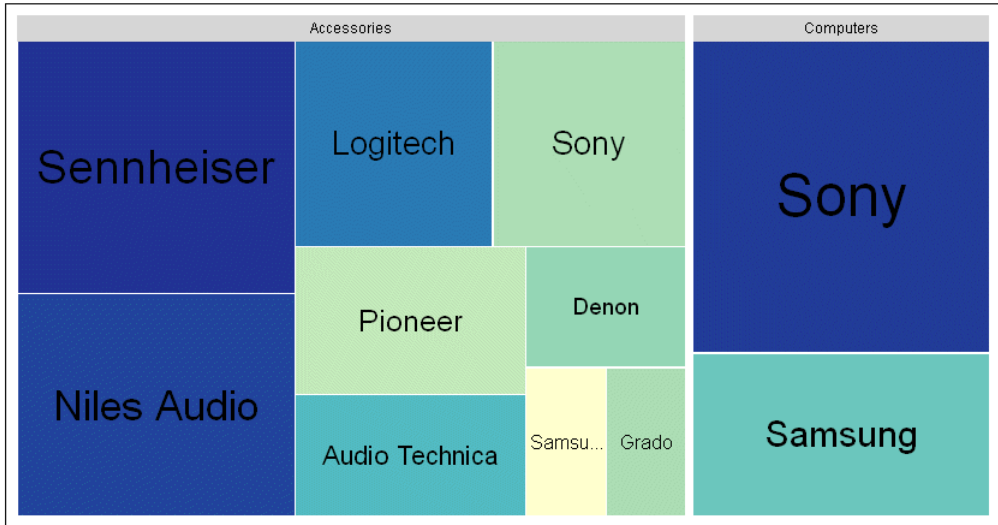 Accessories
Computers
Sennheiser
Logitech
Sony
Sony
Pioneer
Denon
Niles Audio
Audio Technica
Samsu...
Grado
Samsung